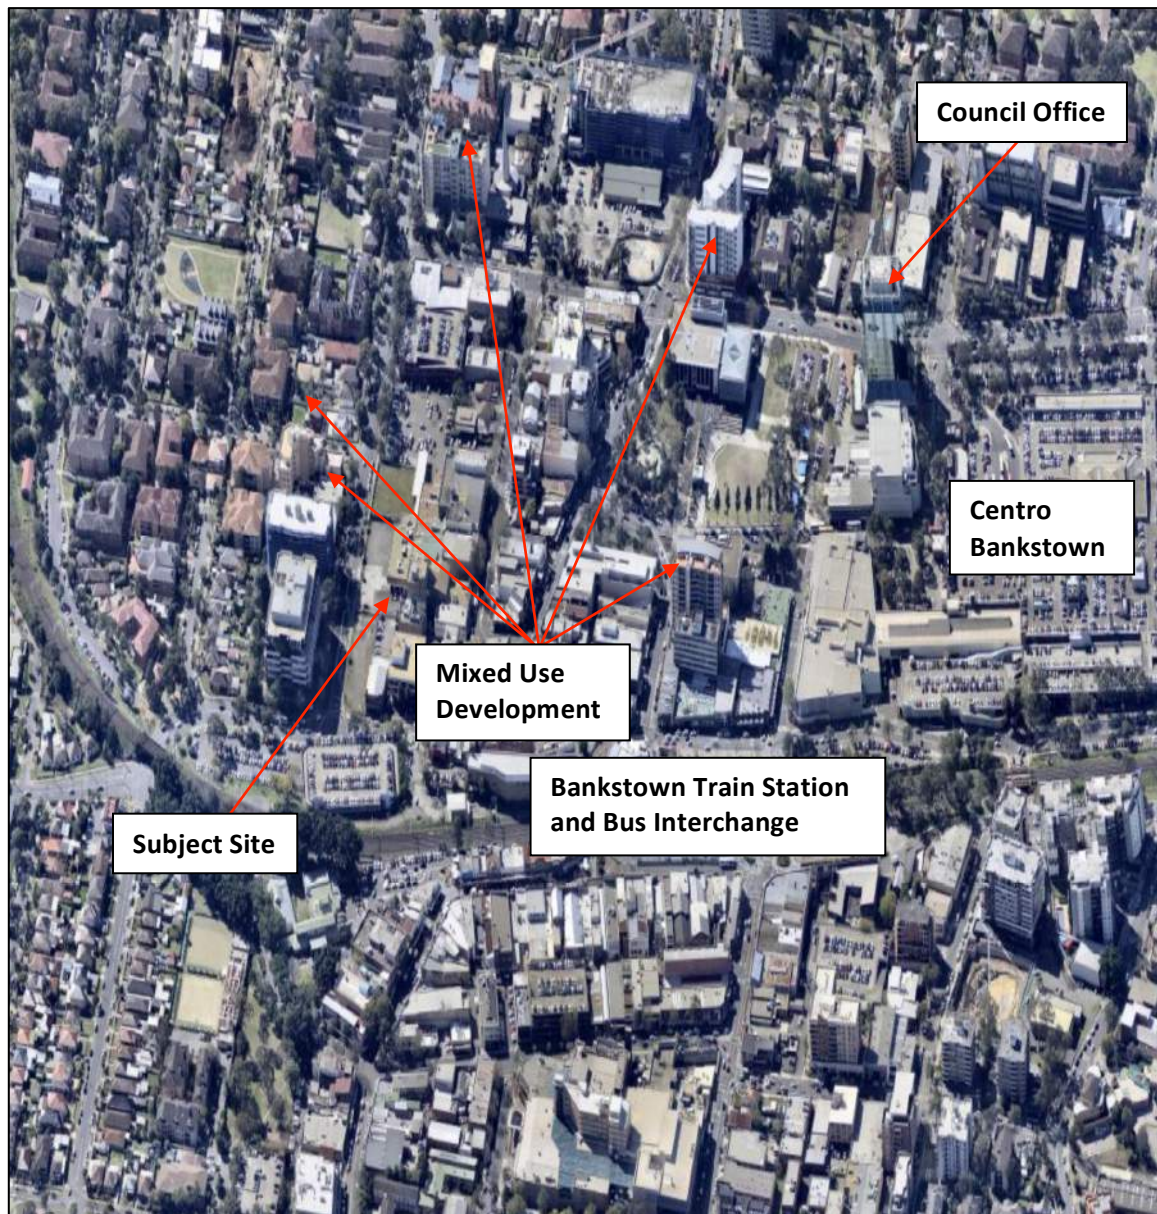 Council Office
Centro
Bankstown
Mixed Use
Development
Bankstown Train Station
and Bus Interchange
Subject Site